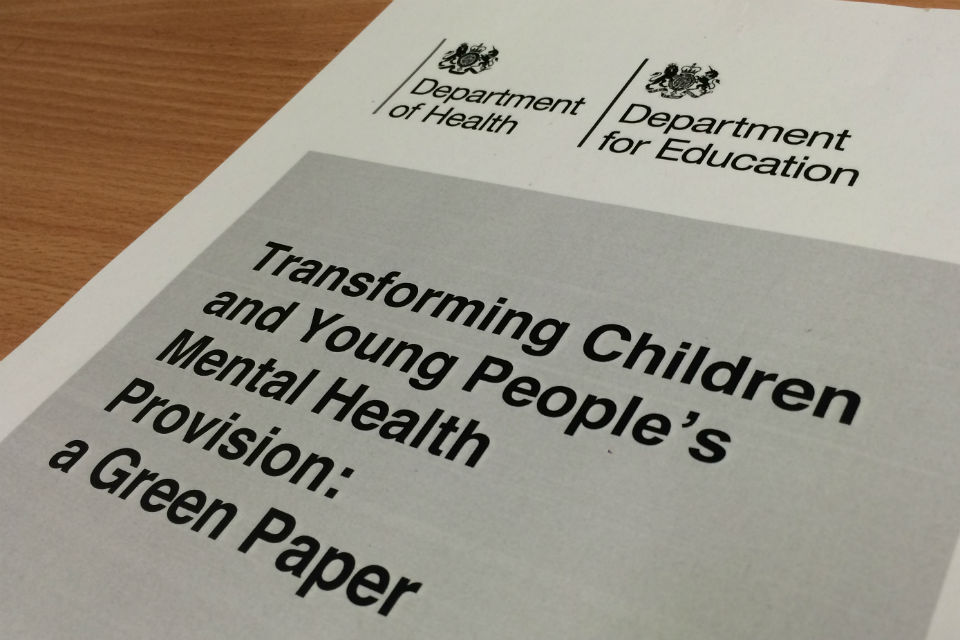 Department
of Health
Department
for Education
Transforming Children
and Young People's
Mental Health
Provision:
a Green Paper